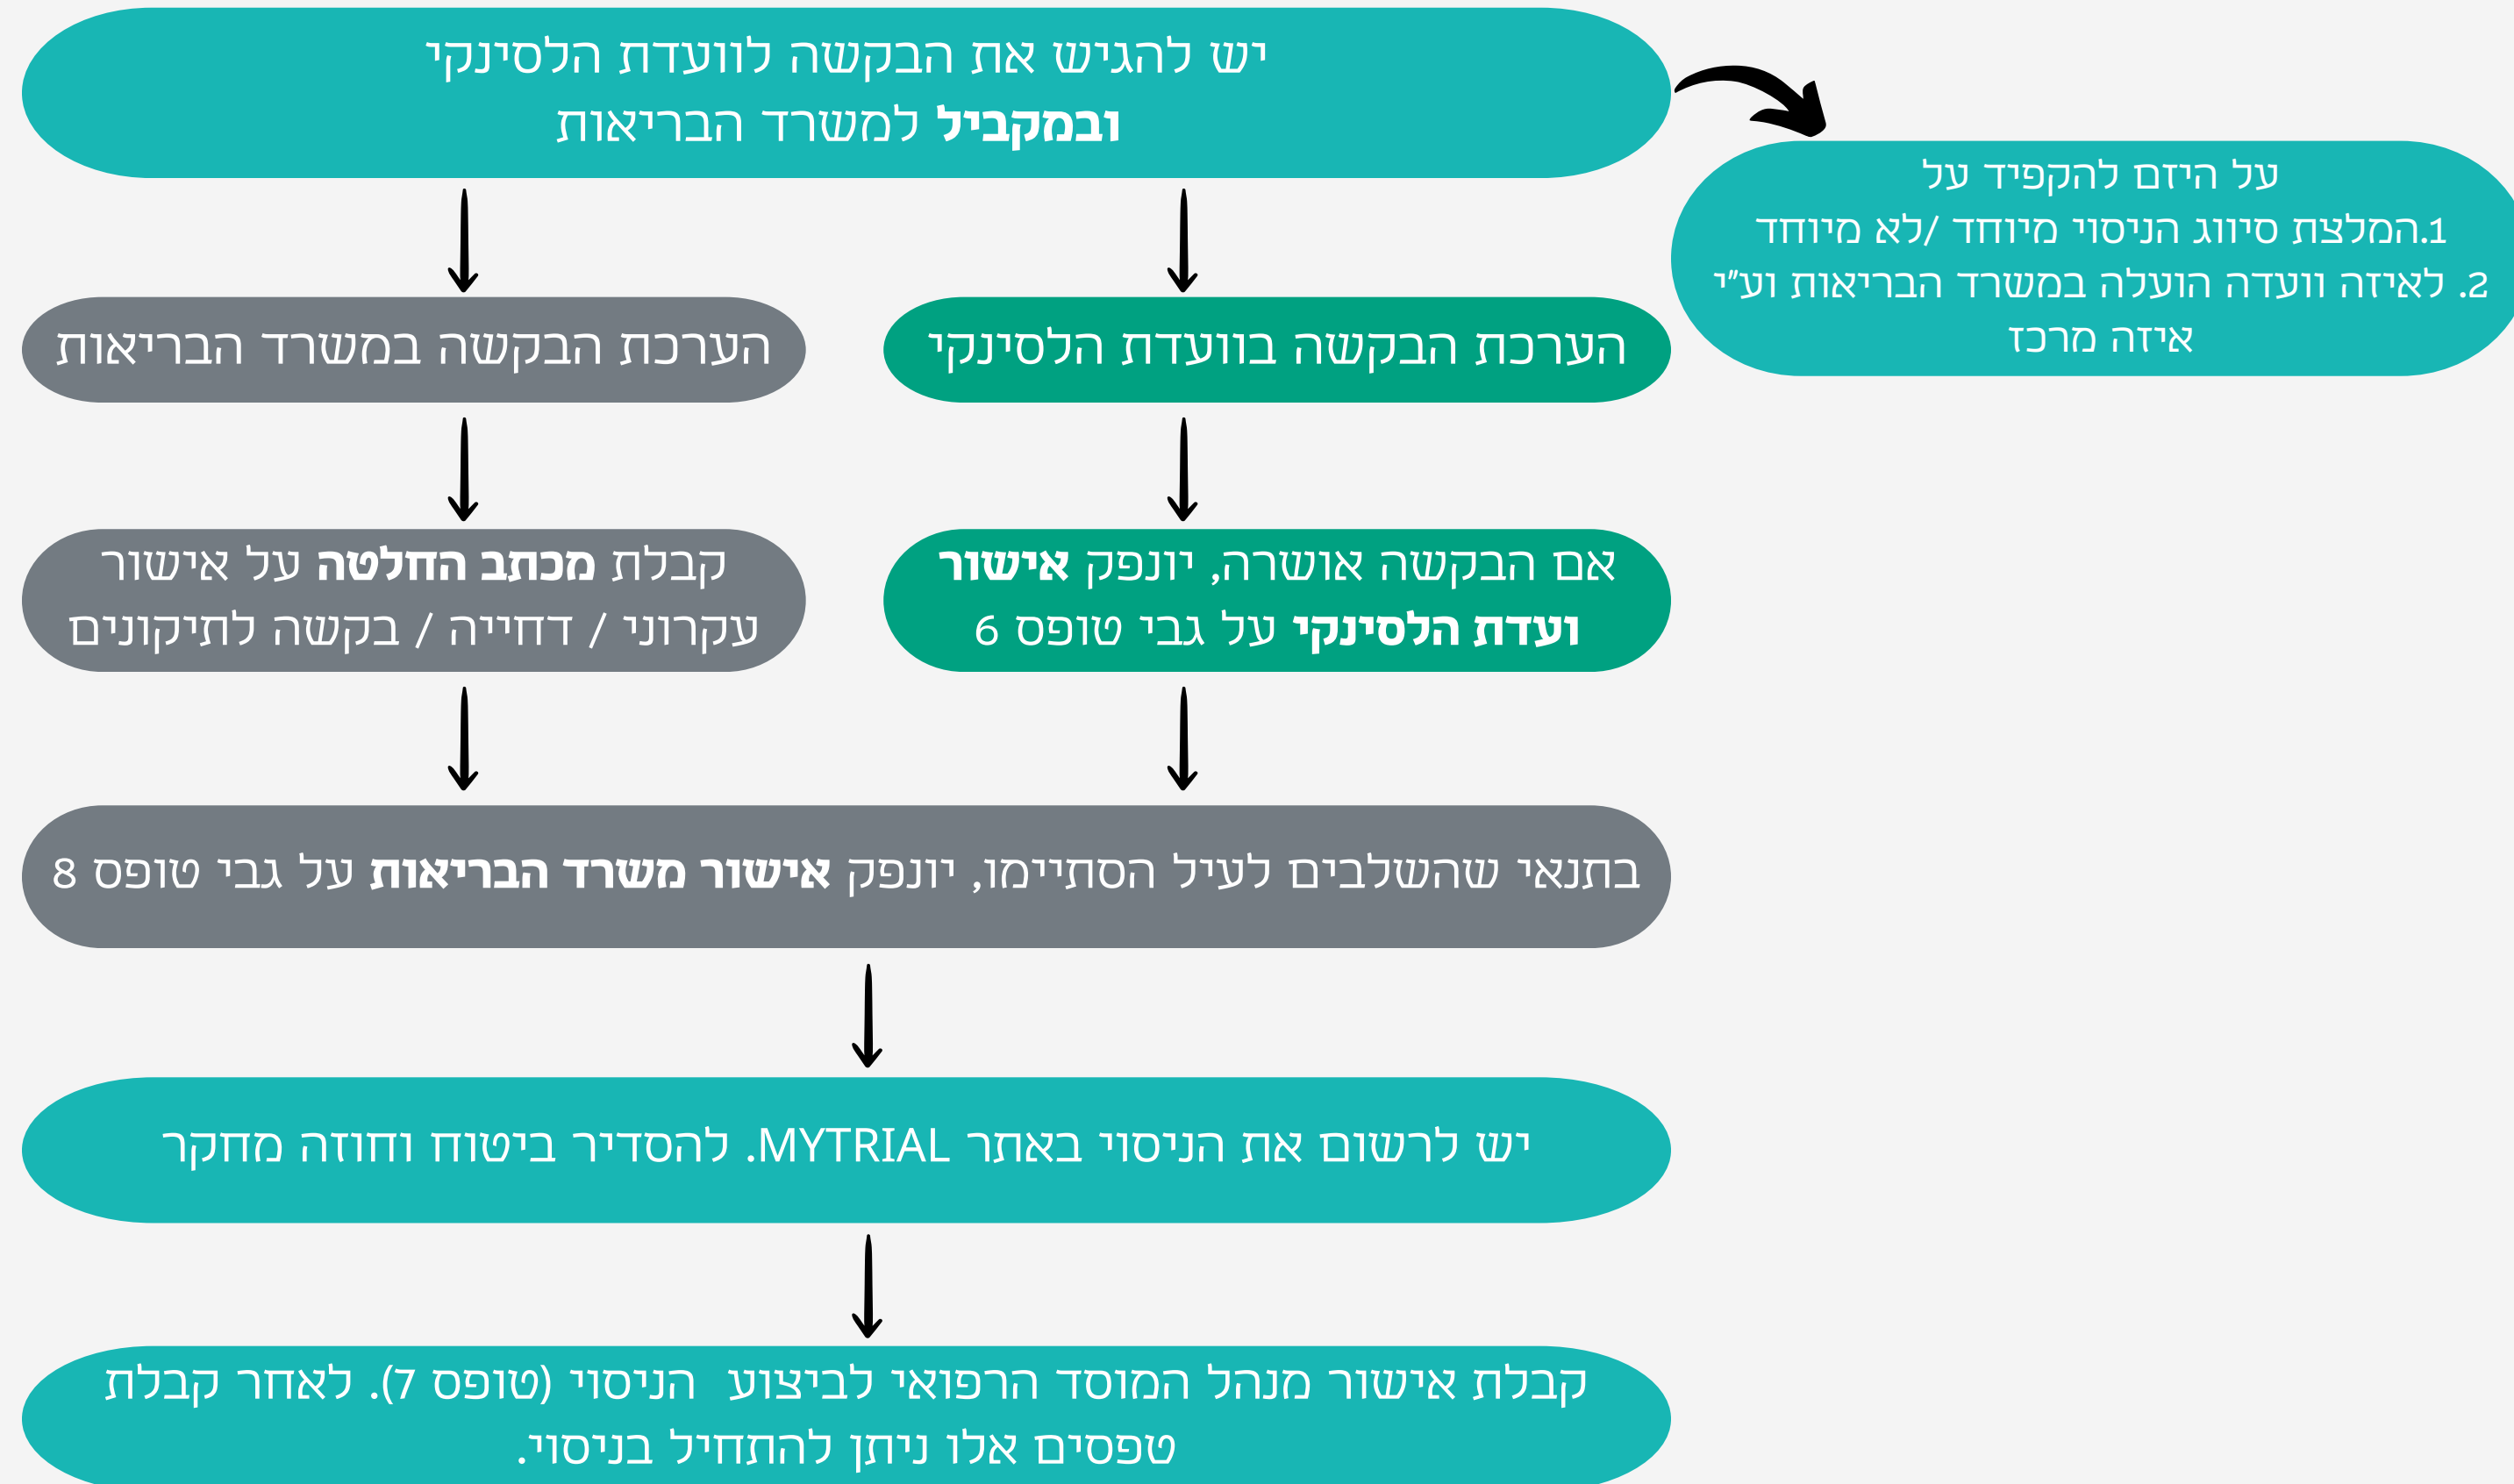 יש להגיש את הבקשה לוועדת הלסינקי
ובמקביל למשרד הבריאות
על היזם להקפיד על
1.המלצת סיווג הניסוי מיוחד /לא מיוחד
2. לאיזה וועדה הועלה במשרד הבריאות וע"י
איזה מרכז
הערכת הבקשה בוועדת הלסינקי
הערכת הבקשה במשרד הבריאות
אם הבקשה אושרה, יונפק אישור
ועדת הלסינקי על גבי טופס 6
קבלת מכתב החלטה על אישור
עקרוני / דחייה / בקשה לתיקונים
בתנאי שהשלבים לעיל הסתיימו, יונפק אישור משרד הבריאות על גבי טופס 8
יש לרשום את הניסוי באתר MYTRIAL. להסדיר ביטוח וחוזה מחקר
קבלת אישור מנהל המוסד הרפואי לביצוע  הניסוי (טופס 7). לאחר קבלת
טפסים אלו ניתן להתחיל בניסוי.